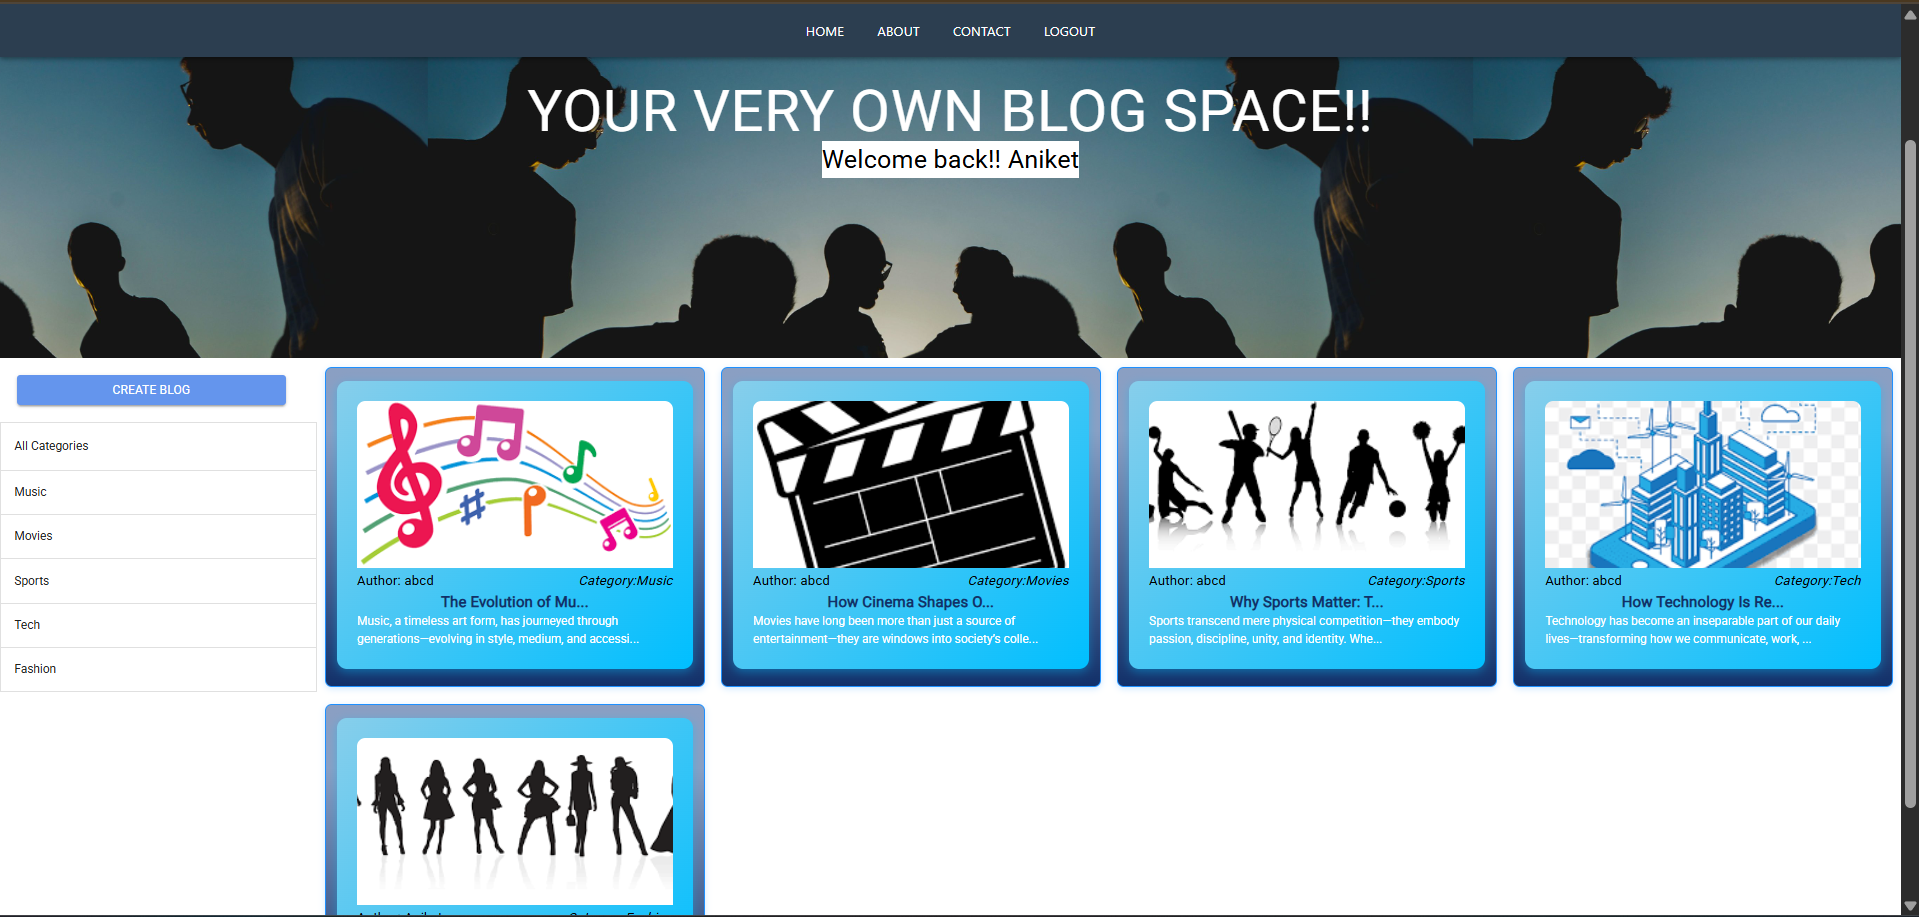 HOME ABOUT CONTACT LOGOUT
YOUR VERY OWN BLOG SPACE!!
Welcome back!! Aniket
CREATE BLOG
All Categories
Music
Movies
Sports
Tech
Fashion
Author: abcd Category:Music
The Evolution of Mu...
Music, a timeless art form, has journeyed through
generations—evolving in style, medium, and accessi...
Author: abcd Category:Movies
How Cinema Shapes O...
Movies have long been more than just a source of
entertainment—they are windows into society's colle...
Author: abcd Category:Sports
Why Sports Matter: T...
Sports transcend mere physical competition—they embody
passion, discipline, unity, and identity. Whe...
Author: abcd Category:Tech
How Technology Is Re...
Technology has become an inseparable part of our daily
lives—transforming how we communicate, work, ...